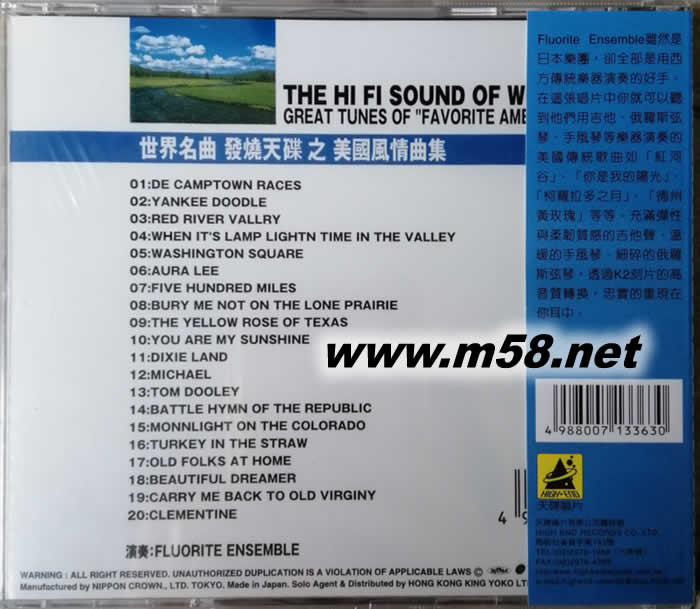 THE HI FI SOUND OF W
GREAT TUNES OF "FAVORITE AME
世界名曲 發燒天碟 之 美國風情曲集
01:DE CAMPTOWN RACES
02:YANKEE DOODLE
03:RED RIVER VALLRY
04:WHEN IT'S LAMP LIGHTN TIME IN THE VALLEY
05:WASHINGTON SQUARE
06:AURA LEE
07:FIVE HUNDRED MILES
08:BURY ME NOT ON THE LONE PRAIRIE
09:THE YELLOW ROSE OF TEXAS
10:YOU ARE MY SUNSHINE
11:DIXIE LAND
12:MICHAEL
13:TOM DOOLEY
14:BATTLE HYMN OF THE REPUBLIC
15:MONNLIGHT ON THE COLORADO
16:TURKEY IN THE STRAW
17:OLD FOLKS AT HOME
18:BEAUTIFUL DREAMER
19:CARRY ME BACK TO OLD VIRGINY
20:CLEMENTINE
演奏:FLUORITE ENSEMBLE
WARNING : ALL RIGHT RESERVED. UNAUTHORIZED DUPLICATION IS A VIOLATION OF APPLICABLE LAWS
Manufactured by NIPPON CROWN., LTD. TOKYO. Made in Japan. Solo Agent & Distributed by HONG KONG KING YOKO LT
4
www.m58.net
Fluorite Ensemble雖然是
日本樂團，卻全部是用西
方傳統樂器演奏的好手。
在這張唱片中你就可以聽
到他們用吉他、俄羅斯弦
琴、手風琴等樂器演奏的
美國傳統歌曲如「紅河
谷」、「你是我的陽光」、
「柯羅拉多之月」、「德州
黃玫瑰」等等。充滿彈性
與柔韌質感的吉他聲、溫
暖的手風琴、細碎的俄羅
斯弦琴，透過K2刻片的高
音質轉換，忠實的重現在
你耳中。
4 988007 133630
HIGH-END
天碟唱片
HIGH END RECORDS CO., LTD.